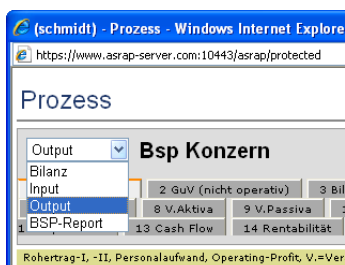 (schmidt) - Prozess - Windows Internet Explore
https://www.asrap-server.com:10443/asrap/protected
Prozess
Output Bsp Konzern
Bilanz
Input 2 GuV (nicht operativ) 3 Bil
Output 8 V.Aktiva 9 V.Passiva
BSP-Report 13 Cash Flow 14 Rentabilität
Rohertrag-I, -II, Personalaufwand, Operating-Profit, V.=Ver